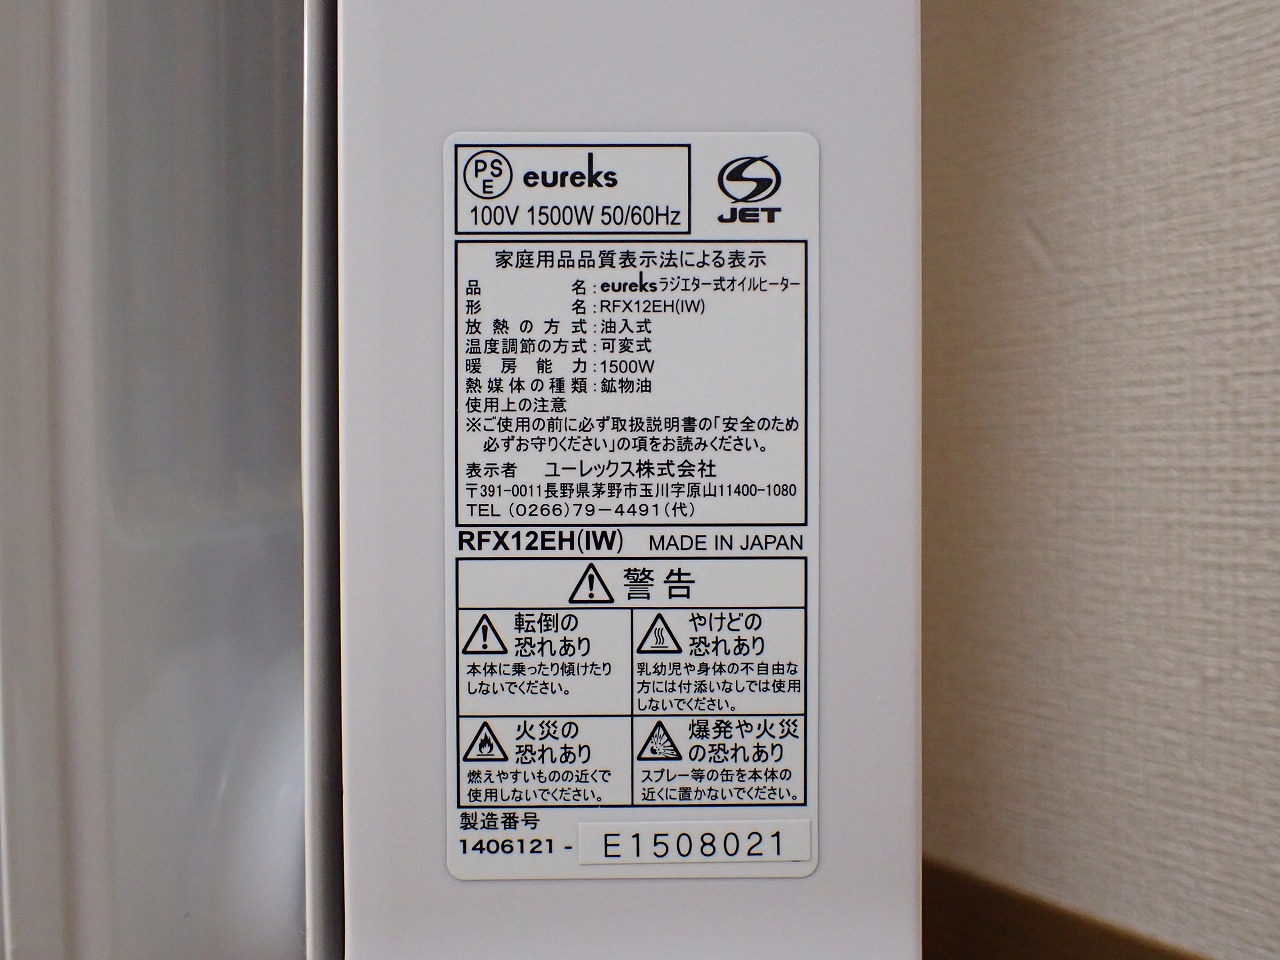 PSE eureks
100V 1500W 50/60Hz
JET
家庭用品品質表示法による表示
品名：eureksラジエター式オイルヒーター
形名：RFX12EH(IW)
放熱の方式：油入式
温度調節の方式：可変式
暖房能力：1500W
熱媒体の種類：鉱物油
使用上の注意
※ご使用の前に必ず取扱説明書の「安全のため
必ずお守りください」の項をお読みください。
表示者 ユーレックス株式会社
〒391-0011長野県茅野市玉川字原山11400-1080
TEL (0266)79-4491(代)
RFX12EH(IW) MADE IN JAPAN
警告
転倒の
恐れあり
本体に乗ったり傾けたり
しないでください。
やけどの
恐れあり
乳幼児や身体の不自由な
方には付添いなしでは使用
しないでください。
火災の
恐れあり
燃えやすいものの近くで
使用しないでください。
爆発や火災
の恐れあり
スプレー等の缶を本体の
近くに置かないでください。
製造番号
1406121 - E1508021